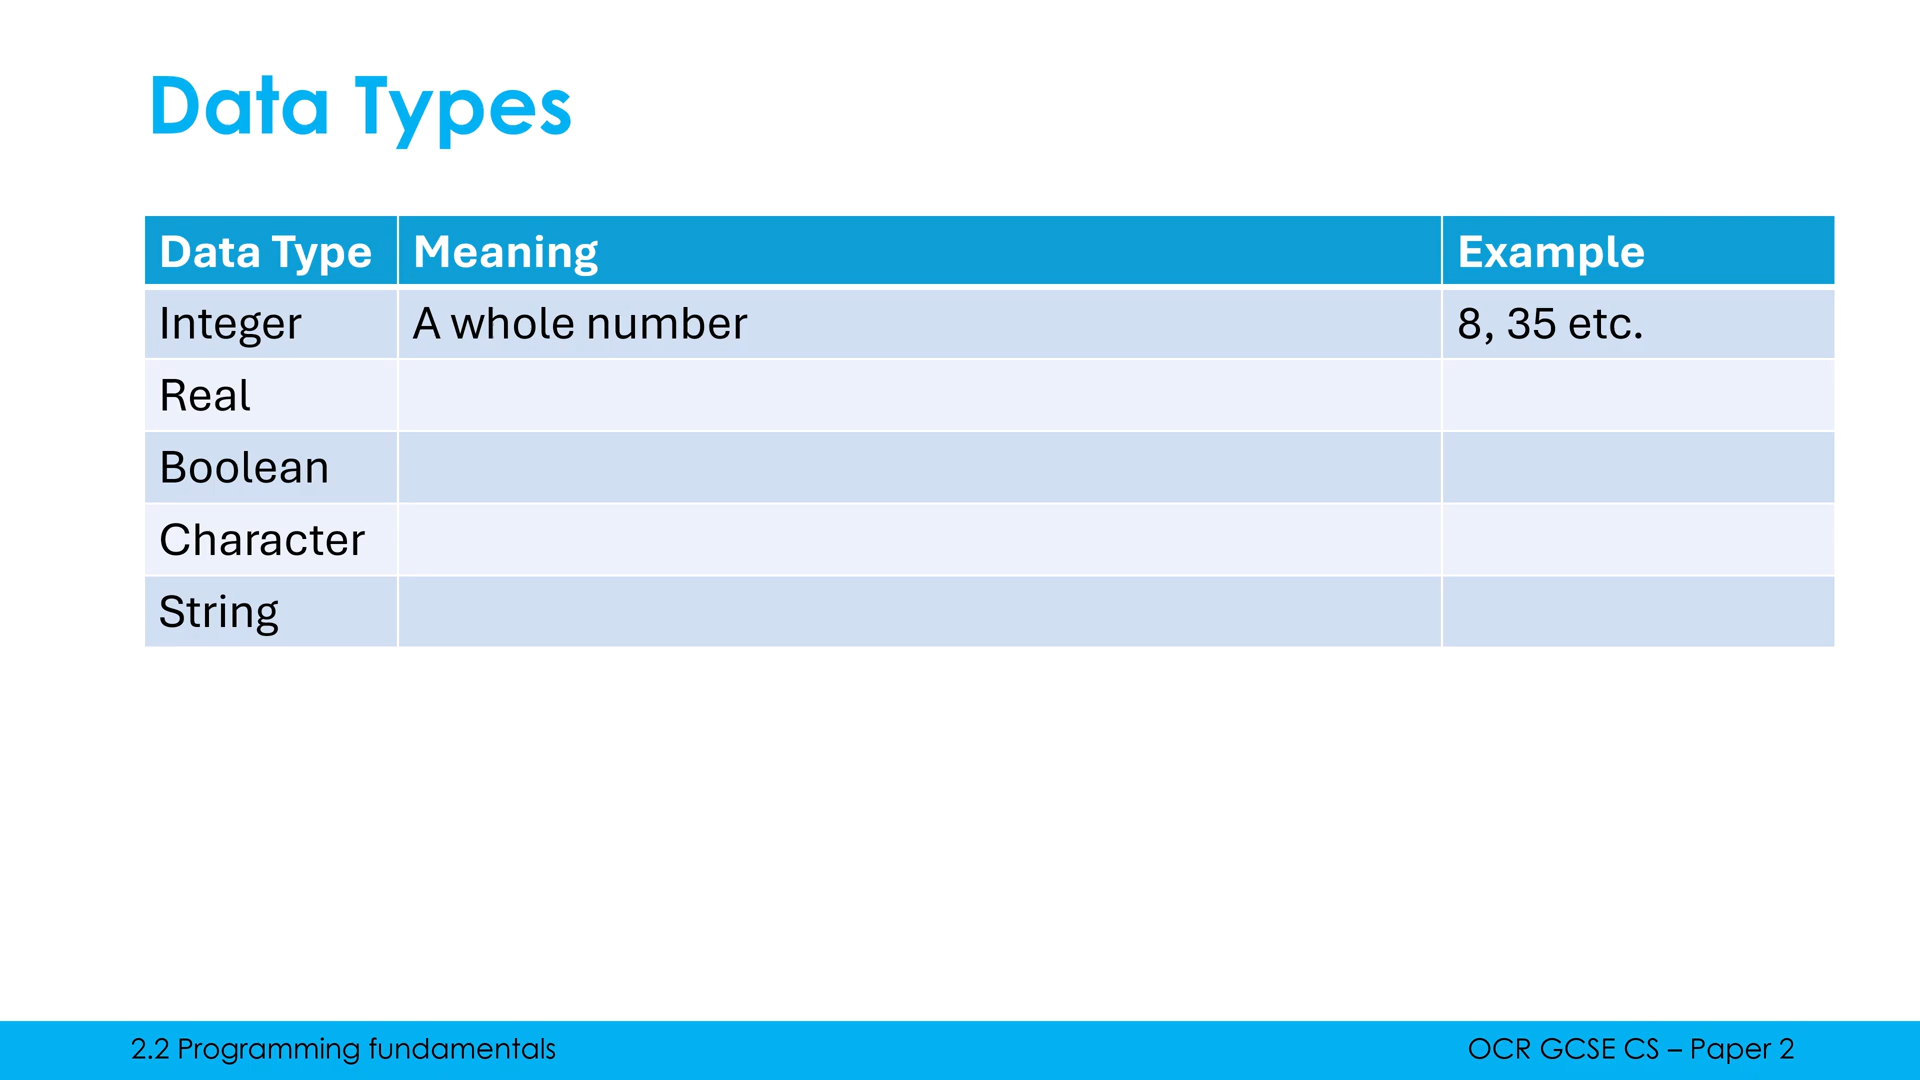 Data Types
Data Type Meaning Example
Integer A whole number 8, 35 etc.
Real
Boolean
Character
String
2.2 Programming fundamentals OCR GCSE CS – Paper 2